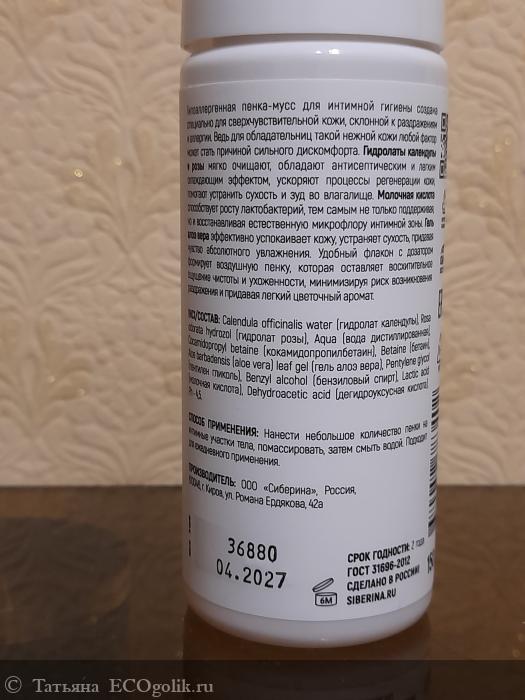 Гипоаллергенная пенка-мусс для интимной гигиены создана
специально для сверхчувствительной кожи, склонной к раздражениям
и аллергии. Ведь для обладательниц такой нежной кожи любой фактор
может стать причиной сильного дискомфорта. Гидролаты календулы
и розы мягко очищают, обладают антисептическим и легким
охлаждающим эффектом, ускоряют процессы регенерации кожи,
помогают устранить сухость и зуд во влагалище. Молочная кислота
способствует росту лактобактерий, тем самым не только поддерживая,
но и восстанавливая естественную микрофлору интимной зоны. Гель
алоэ вера эффективно успокаивает кожу, устраняет сухость, придавая
чувство абсолютного увлажнения. Удобный флакон с дозатором
формирует воздушную пенку, которая оставляет восхитительное
ощущение чистоты и ухоженности, минимизируя риск возникновения
раздражения и придавая легкий цветочный аромат.
INCI/СОСТАВ: Calendula officinalis water (гидролат календулы), Rosa
odorata hydrozol (гидролат розы), Aqua (вода дистиллированная),
Cocamidopropyl betaine (кокамидопропилбетаин), Betaine (бетаин),
Aloe barbadensis (aloe vera) leaf gel (гель алоэ вера), Pentylene glycol
(пентилен гликоль), Benzyl alcohol (бензиловый спирт), Lactic acid
(молочная кислота), Dehydroacetic acid (дегидроуксусная кислота)
Ph - 4,5.
СПОСОБ ПРИМЕНЕНИЯ: Нанести небольшое количество пенки на
интимные участки тела, помассировать, затем смыть водой. Подходит
для ежедневного применения.
ПРОИЗВОДИТЕЛЬ: ООО «Сиберина», Россия,
г. Киров, ул. Романа Ердякова, 42а
36880
04.2027
6M
СРОК ГОДНОСТИ: 2 года
ГОСТ 31696-2012
СДЕЛАНО В РОССИИ
SIBERINA.RU
© Татьяна ECOgolik.ru